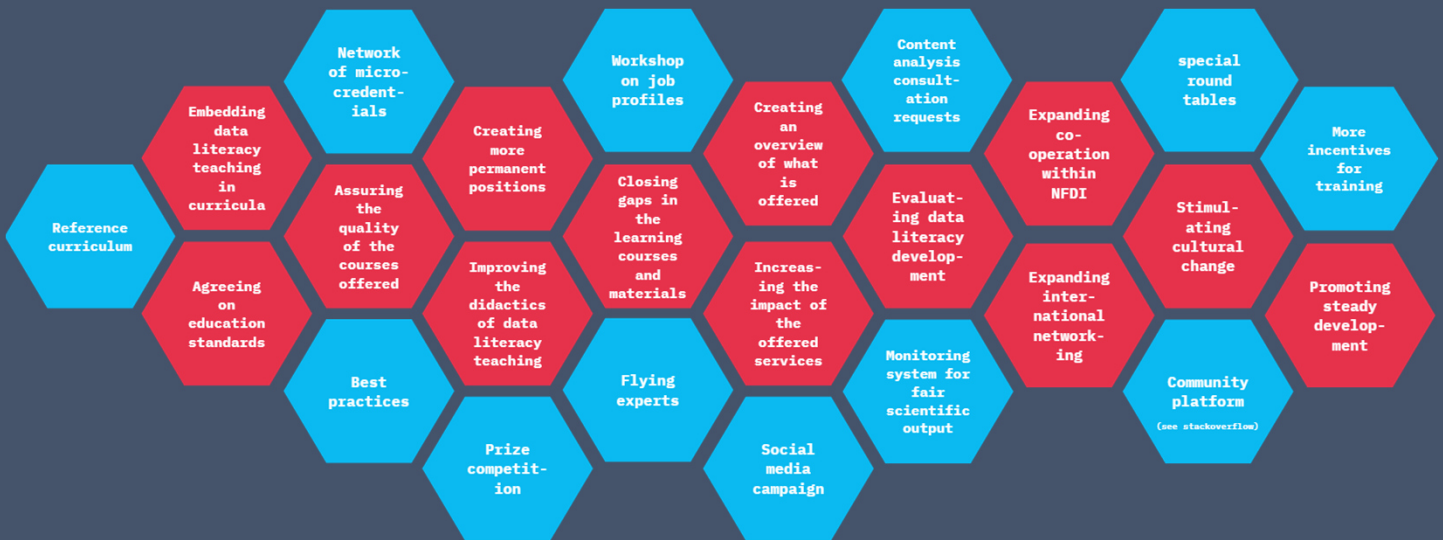 Reference
curriculum
Embedding
data
literacy
teaching
in
curricula
Agreeing
on
education
standards
Network
of micro-
credent-
ials
Assuring
the
quality
of the
courses
offered
Best
practices
Creating
more
permanent
positions
Improving
the
didactics
of data
literacy
teaching
Prize
competit-
ion
Workshop
on job
profiles
Closing
gaps in
the
learning
courses
and
materials
Flying
experts
Creating
an
overview
of what
is
offered
Increas-
ing the
impact of
the
offered
services
Social
media
campaign
Content
analysis
consult-
ation
requests
Evaluat-
ing data
literacy
develop-
ment
Monitoring
system for
fair
scientific
output
Expanding
co-
operation
within
NFDI
Expanding
inter-
national
network-
ing
special
round
tables
Stimul-
ating
cultural
change
Community
platform
(see stackoverflow)
More
incentives
for
training
Promoting
steady
develop-
ment